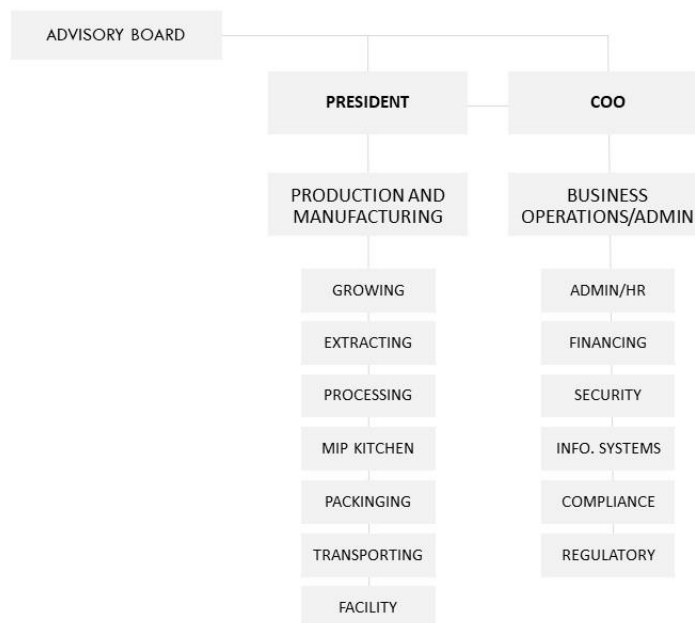 ADVISORY BOARD
PRESIDENT
COO
PRODUCTION AND
MANUFACTURING
BUSINESS
OPERATIONS/ADMIN
GROWING
EXTRACTING
PROCESSING
MIP KITCHEN
PACKINGING
TRANSPORTING
FACILITY
ADMIN/HR
FINANCING
SECURITY
INFO. SYSTEMS
COMPLIANCE
REGULATORY